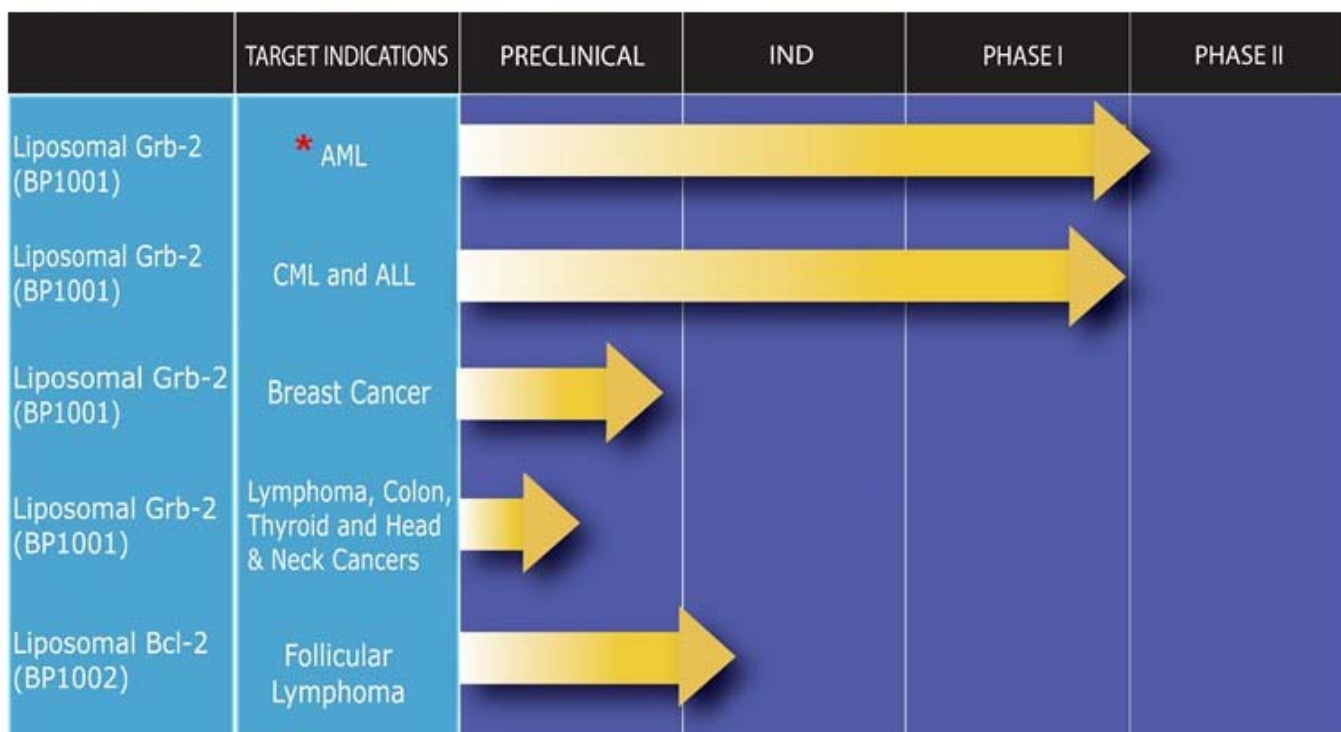 TARGET INDICATIONS PRECLINICAL IND PHASE I PHASE II
Liposomal Grb-2
(BP1001)
* AML
Liposomal Grb-2
(BP1001)
CML and ALL
Liposomal Grb-2
(BP1001)
Breast Cancer
Liposomal Grb-2
(BP1001)
Lymphoma, Colon,
Thyroid and Head
& Neck Cancers
Liposomal Bcl-2
(BP1002)
Follicular
Lymphoma